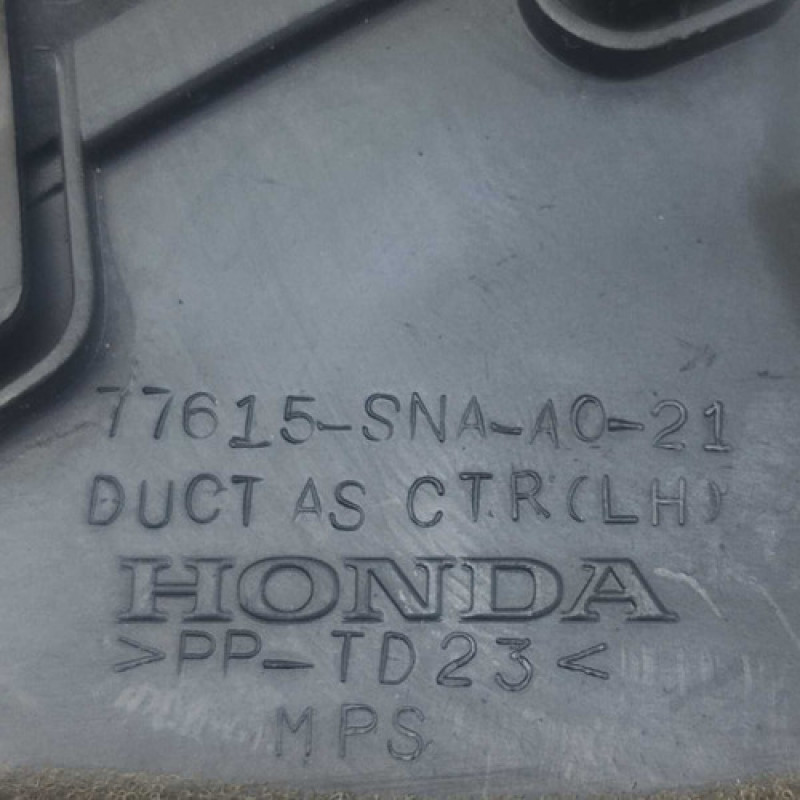 77615-SNA-A0-21
DUCT AS CTR(LH)
HONDA
>PP-TD23<
MPS